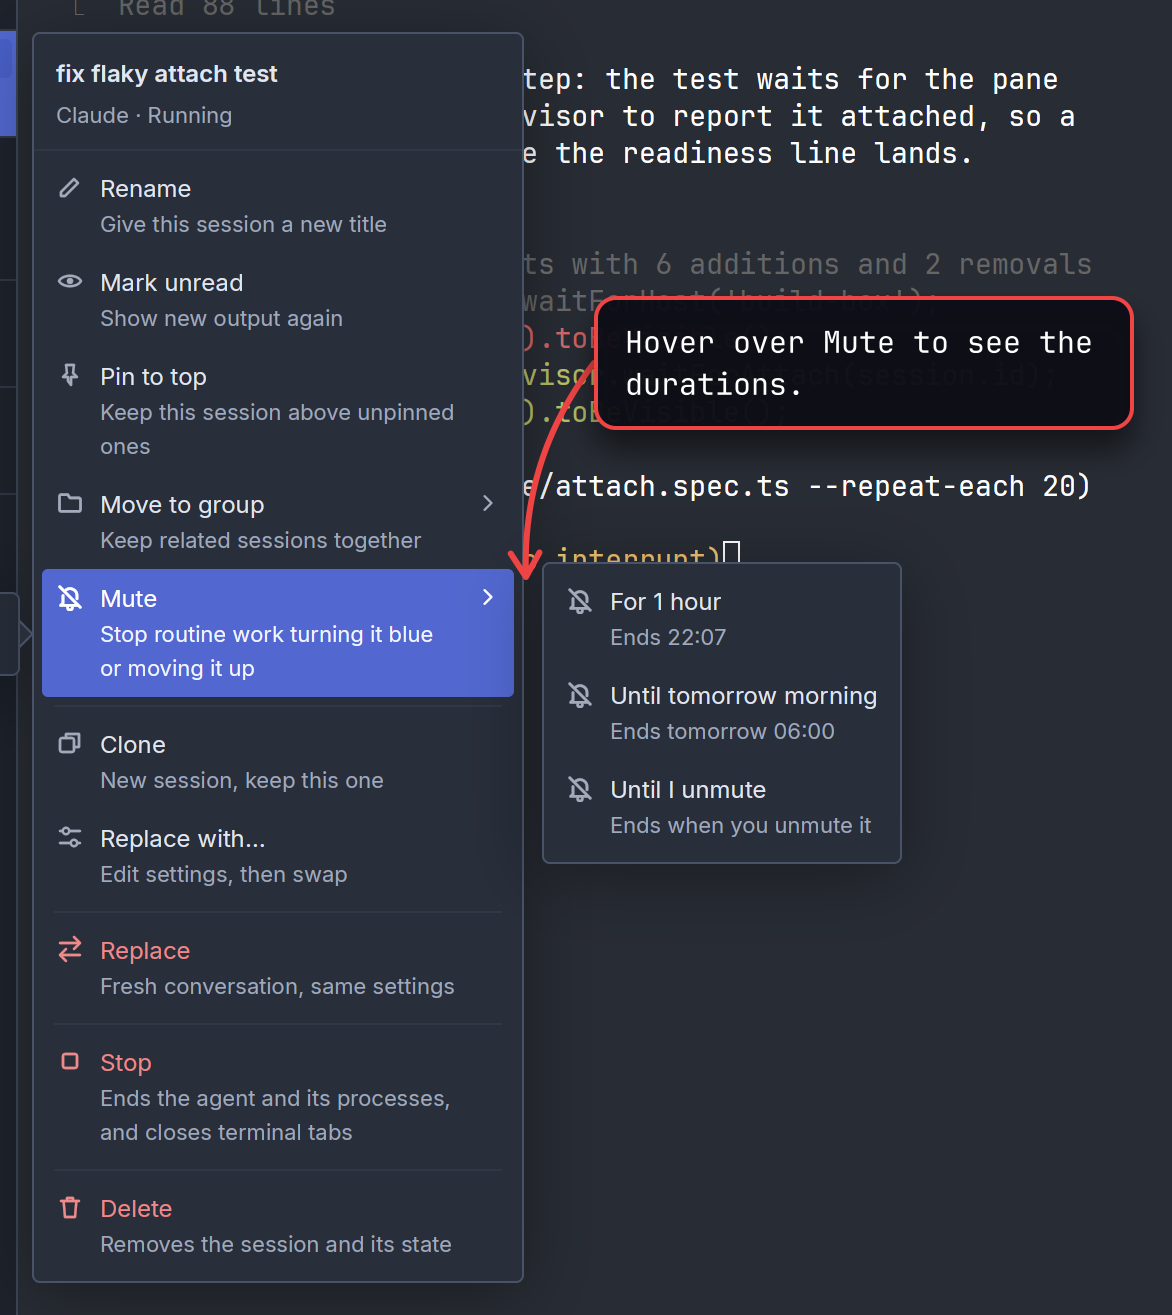 Read 88 lines
fix flaky attach test
Claude · Running
tep: the test waits for the pane
visor to report it attached, so a
e the readiness line lands.
Rename
Give this session a new title
Mark unread
Show new output again
ts with 6 additions and 2 removals
Hover over Mute to see the
durations.
Pin to top
Keep this session above unpinned
ones
Move to group
Keep related sessions together
e/attach.spec.ts --repeat-each 20)
interrupt)
Mute
Stop routine work turning it blue
or moving it up
For 1 hour
Ends 22:07
Until tomorrow morning
Ends tomorrow 06:00
Until I unmute
Ends when you unmute it
Clone
New session, keep this one
Replace with...
Edit settings, then swap
Replace
Fresh conversation, same settings
Stop
Ends the agent and its processes,
and closes terminal tabs
Delete
Removes the session and its state